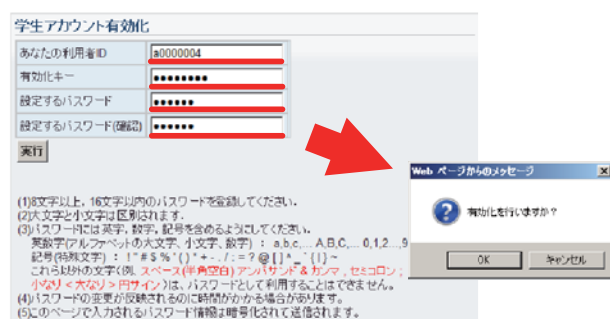 学生アカウント有効化
あなたの利用者ID a0000004
有効化キー ••••••••
設定するパスワード ••••••
設定するパスワード(確認) ••••••
実行
Web ページからのメッセージ
有効化を行いますか?
OK キャンセル
(1)8文字以上、16文字以内のパスワードを登録してください。
(2)大文字と小文字は区別されます。
(3)パスワードには英字, 数字, 記号を含めるようにしてください。
英数字(アルファベットの大文字、小文字、数字) : a,b,c,... A,B,C,... 0,1,2...,9
記号(特殊文字) : ! " # $ % ' ( ) * + - . / : = ? @ [ ] ^ _ ` { | } ~
これら以外の文字(例. スペース(半角空白) アンパサンド & カンマ , セミコロン ;
小なり < 大なり > 円サイン )は、パスワードとして利用することはできません。
(4)パスワードの変更が反映されるのに時間がかかる場合があります。
(5)このページで入力されるパスワード情報は暗号化されて送信されます。